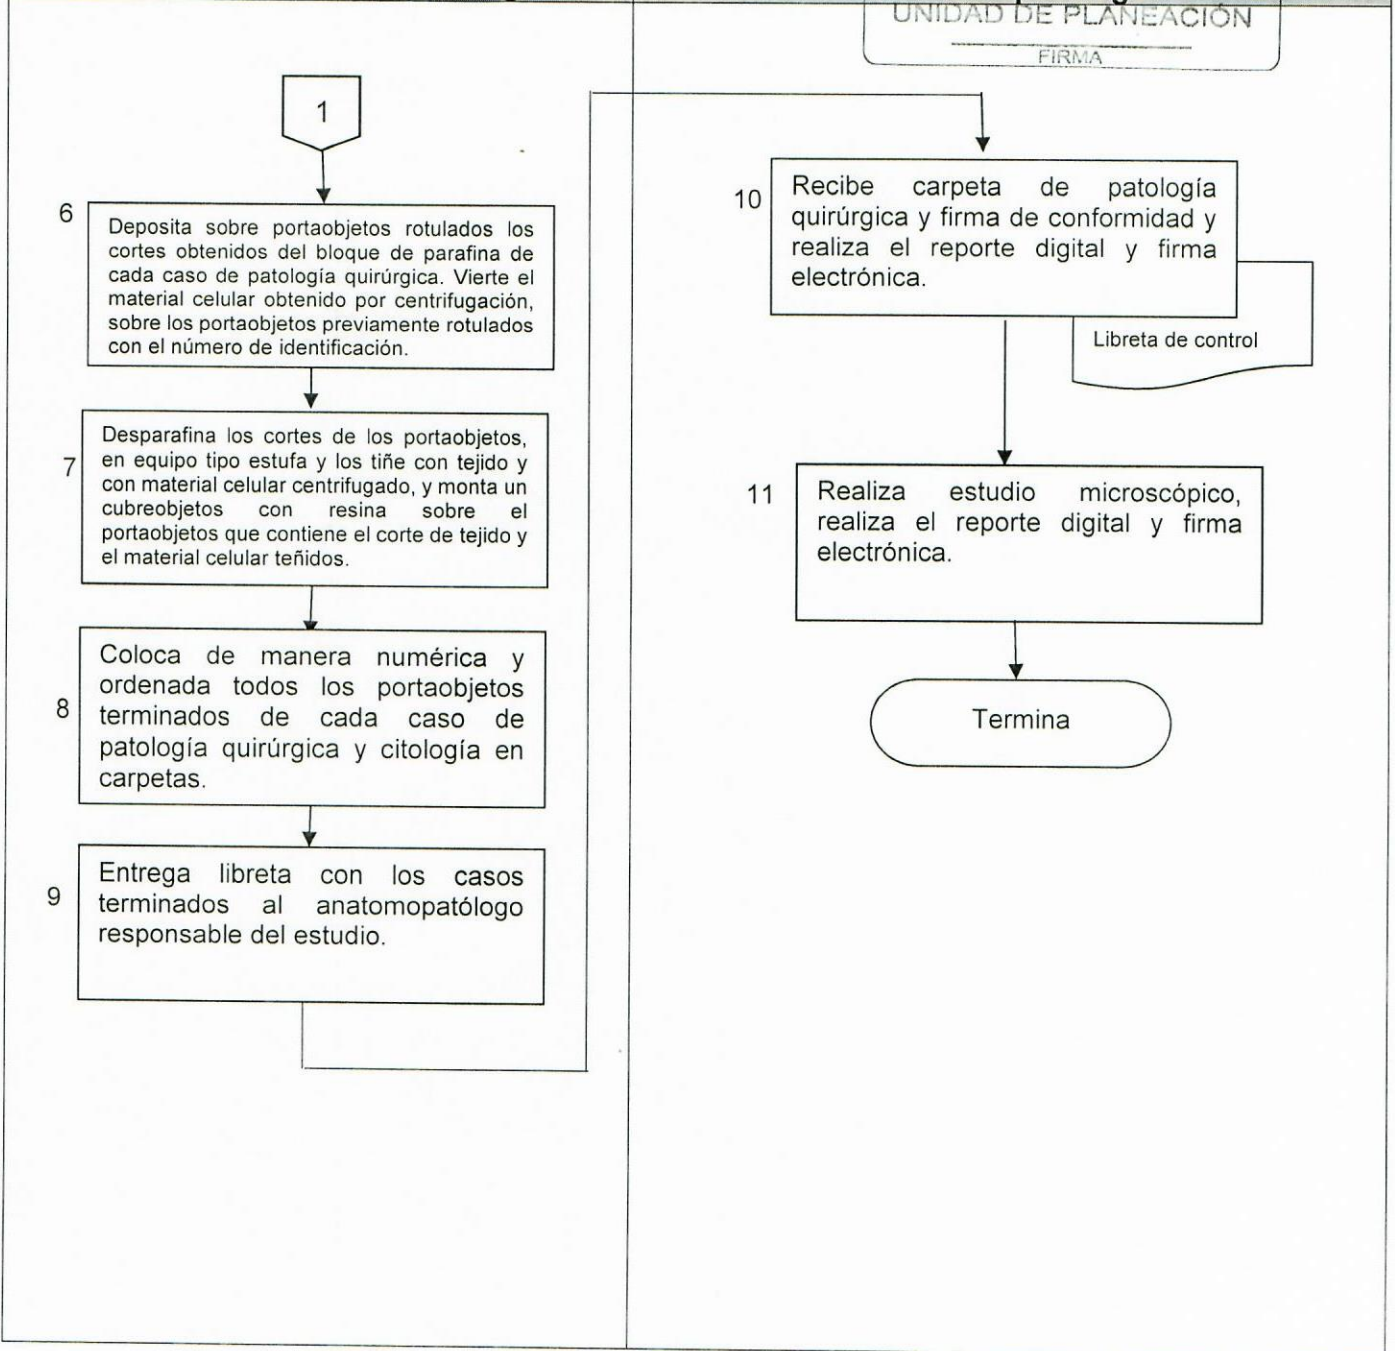 UNIDAD DE PLANEACIÓN
FIRMA
1
6
Deposita sobre portaobjetos rotulados los
cortes obtenidos del bloque de parafina de
cada caso de patología quirúrgica. Vierte el
material celular obtenido por centrifugación,
sobre los portaobjetos previamente rotulados
con el número de identificación.
7
Desparafina los cortes de los portaobjetos,
en equipo tipo estufa y los tiñe con tejido y
con material celular centrifugado, y monta un
cubreobjetos con resina sobre el
portaobjetos que contiene el corte de tejido y
el material celular teñidos.
8
Coloca de manera numérica y
ordenada todos los portaobjetos
terminados de cada caso de
patología quirúrgica y citología en
carpetas.
9
Entrega libreta con los casos
terminados al anatomopatólogo
responsable del estudio.
10
Recibe carpeta de patología
quirúrgica y firma de conformidad y
realiza el reporte digital y firma
electrónica.
Libreta de control
11
Realiza estudio microscópico,
realiza el reporte digital y firma
electrónica.
Termina